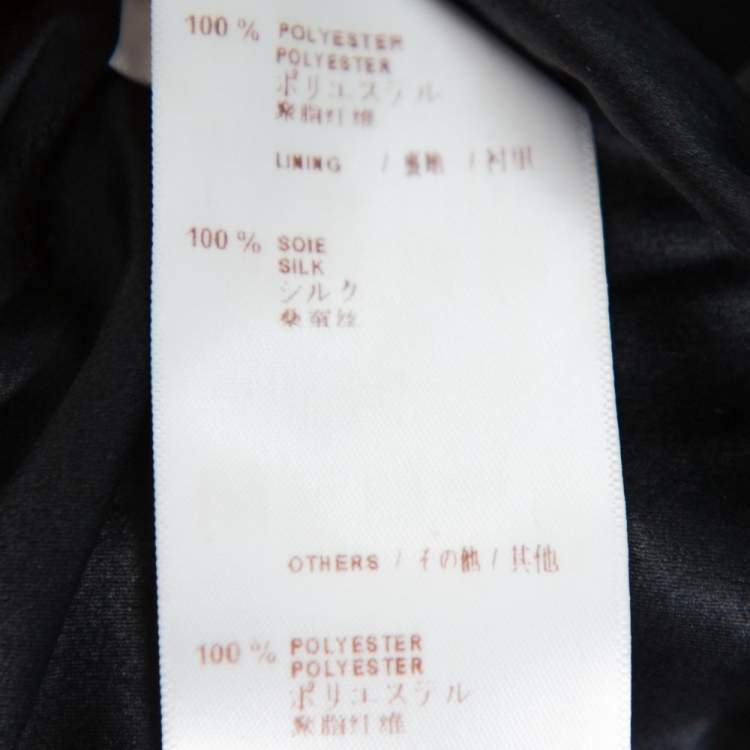 100 % POLYESTER
POLYESTER
ポリエステル
聚脂纤维
LINING / 裏地 / 衬里
100 % SOIE
SILK
シルク
桑蚕丝
OTHERS / その他 / 其他
100 % POLYESTER
POLYESTER
ポリエステル
聚脂纤维